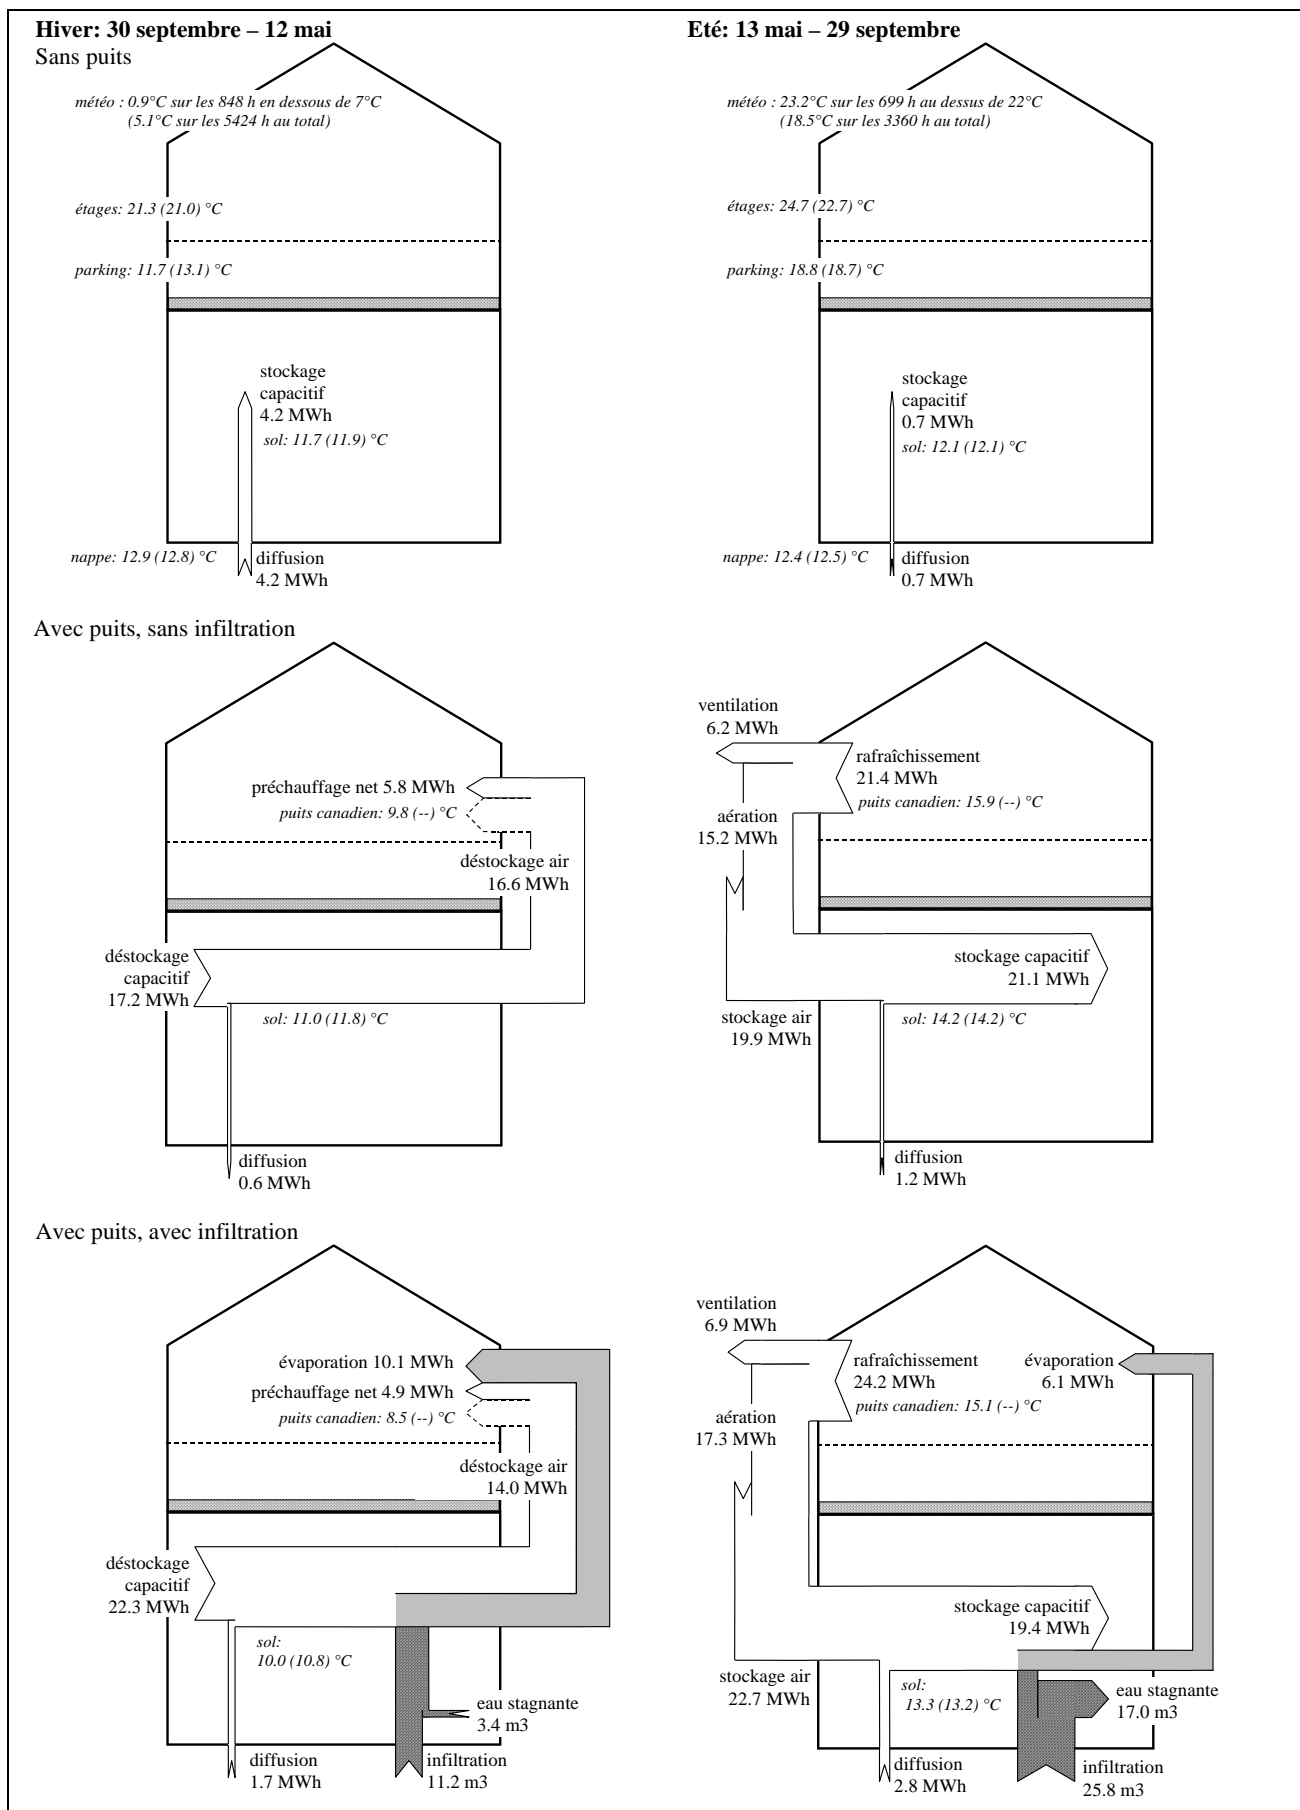 Hiver: 30 septembre – 12 mai
Sans puits
météo : 0.9°C sur les 848 h en dessous de 7°C
(5.1°C sur les 5424 h au total)
étages: 21.3 (21.0) °C
parking: 11.7 (13.1) °C
stockage
capacitif
4.2 MWh
sol: 11.7 (11.9) °C
nappe: 12.9 (12.8) °C
diffusion
4.2 MWh
Eté: 13 mai – 29 septembre
météo : 23.2°C sur les 699 h au dessus de 22°C
(18.5°C sur les 3360 h au total)
étages: 24.7 (22.7) °C
parking: 18.8 (18.7) °C
stockage
capacitif
0.7 MWh
sol: 12.1 (12.1) °C
nappe: 12.4 (12.5) °C
diffusion
0.7 MWh
Avec puits, sans infiltration
préchauffage net 5.8 MWh
puits canadien: 9.8 (--) °C
déstockage air
16.6 MWh
déstockage
capacitif
17.2 MWh
sol: 11.0 (11.8) °C
diffusion
0.6 MWh
ventilation
6.2 MWh
rafraîchissement
21.4 MWh
puits canadien: 15.9 (--) °C
aération
15.2 MWh
stockage capacitif
21.1 MWh
stockage air
19.9 MWh
sol: 14.2 (14.2) °C
diffusion
1.2 MWh
Avec puits, avec infiltration
évaporation 10.1 MWh
préchauffage net 4.9 MWh
puits canadien: 8.5 (--) °C
déstockage air
14.0 MWh
déstockage
capacitif
22.3 MWh
sol:
10.0 (10.8) °C
eau stagnante
3.4 m3
diffusion
1.7 MWh
infiltration
11.2 m3
ventilation
6.9 MWh
rafraîchissement
24.2 MWh
puits canadien: 15.1 (--) °C
évaporation
6.1 MWh
aération
17.3 MWh
stockage capacitif
19.4 MWh
stockage air
22.7 MWh
sol:
13.3 (13.2) °C
eau stagnante
17.0 m3
diffusion
2.8 MWh
infiltration
25.8 m3